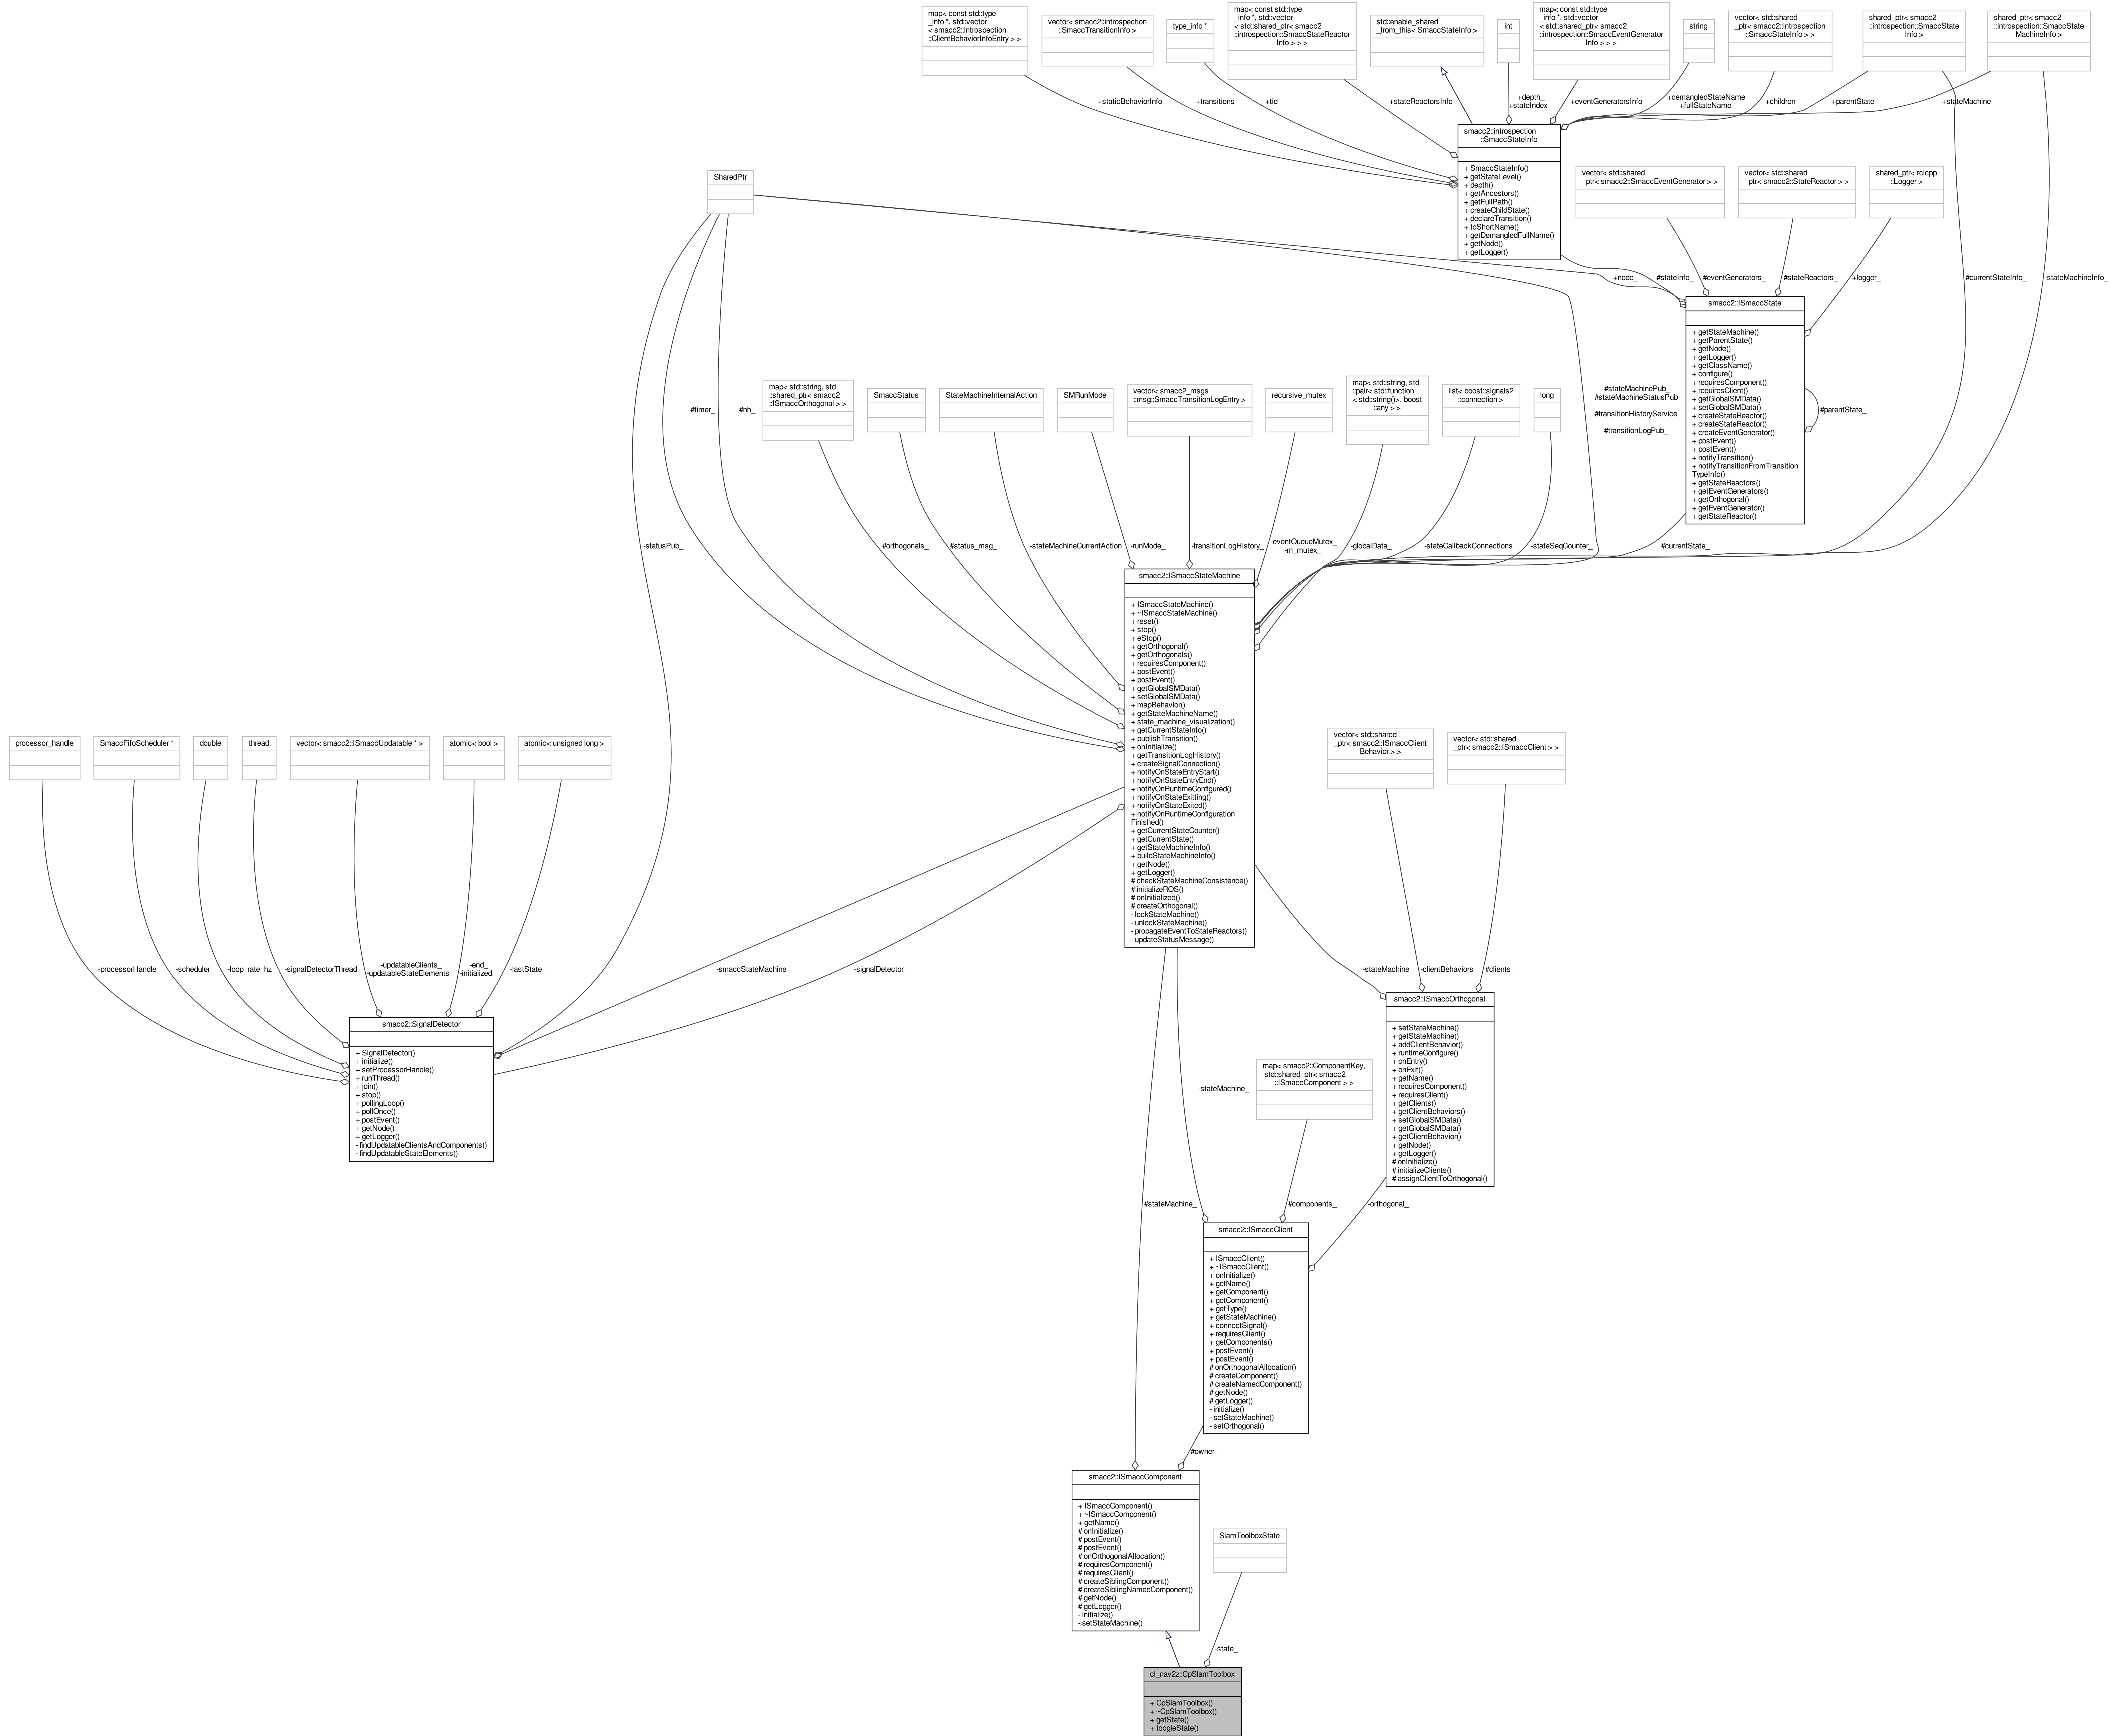 map< const std::type
_info *, std::vector
< smacc2::introspection
::ClientBehaviorInfoEntry > >
vector< smacc2::introspection
::SmaccTransitionInfo >
type_info *
map< const std::type
_info *, std::vector
< std::shared_ptr< smacc2
::introspection::SmaccStateReactor
Info > > >
std::enable_shared
_from_this< SmaccStateInfo >
int
map< const std::type
_info *, std::vector
< std::shared_ptr< smacc2
::introspection::SmaccEventGenerator
Info > > >
string
vector< std::shared
_ptr< smacc2::introspection
::SmaccStateInfo > >
shared_ptr< smacc2
::introspection::SmaccState
Info >
shared_ptr< smacc2
::introspection::SmaccState
MachineInfo >
+staticBehaviorInfo
+transitions_
+tid_
+stateReactorsInfo
+depth_
+stateIndex_
+eventGeneratorsInfo
+demangledStateName
+fullStateName
+children_
+parentState_
+stateMachine_
smacc2::introspection
::SmaccStateInfo
+ SmaccStateInfo()
+ getStateLevel()
+ depth()
+ getAncestors()
+ getFullPath()
+ createChildState()
+ declareTransition()
+ toShortName()
+ getDemangledFullName()
+ getNode()
+ getLogger()
SharedPtr
vector< std::shared
_ptr< smacc2::SmaccEventGenerator > >
vector< std::shared
_ptr< smacc2::StateReactor > >
shared_ptr< rclcpp
::Logger >
+node_
#stateInfo_
#eventGenerators_
#stateReactors_
+logger_
#currentStateInfo_
-stateMachineInfo_
smacc2::ISmaccState
+ getStateMachine()
+ getParentState()
+ getNode()
+ getLogger()
+ getClassName()
+ configure()
+ requiresComponent()
+ requiresClient()
+ getGlobalSMData()
+ setGlobalSMData()
+ createStateReactor()
+ createStateReactor()
+ createEventGenerator()
+ postEvent()
+ postEvent()
+ notifyTransition()
+ notifyTransitionFromTransition
TypeInfo()
+ getStateReactors()
+ getEventGenerators()
+ getOrthogonal()
+ getEventGenerator()
+ getStateReactor()
#parentState_
#timer_
#nh_
map< std::string, std
::shared_ptr< smacc2
::ISmaccOrthogonal > >
SmaccStatus
StateMachineInternalAction
SMRunMode
vector< smacc2_msgs
::msg::SmaccTransitionLogEntry >
recursive_mutex
map< std::string, std
::pair< std::function
< std::string()>, boost
::any > >
list< boost::signals2
::connection >
long
#stateMachinePub_
#stateMachineStatusPub
_
#transitionHistoryService
_
#transitionLogPub_
-statusPub_
#orthogonals_
#status_msg_
-stateMachineCurrentAction
-runMode_
-transitionLogHistory_
-eventQueueMutex_
-m_mutex_
-globalData_
-stateCallbackConnections
-stateSeqCounter_
#currentState_
smacc2::ISmaccStateMachine
+ ISmaccStateMachine()
+ ~ISmaccStateMachine()
+ reset()
+ stop()
+ eStop()
+ getOrthogonal()
+ getOrthogonals()
+ requiresComponent()
+ postEvent()
+ postEvent()
+ getGlobalSMData()
+ setGlobalSMData()
+ mapBehavior()
+ getStateMachineName()
+ state_machine_visualization()
+ getCurrentStateInfo()
+ publishTransition()
+ onInitialize()
+ getTransitionLogHistory()
+ createSignalConnection()
+ notifyOnStateEntryStart()
+ notifyOnStateEntryEnd()
+ notifyOnRuntimeConfigured()
+ notifyOnStateExitting()
+ notifyOnStateExited()
+ notifyOnRuntimeConfiguration
Finished()
+ getCurrentStateCounter()
+ getCurrentState()
+ getStateMachineInfo()
+ buildStateMachineInfo()
+ getNode()
+ getLogger()
# checkStateMachineConsistence()
# initializeROS()
# onInitialized()
# createOrthogonal()
- lockStateMachine()
- unlockStateMachine()
- propagateEventToStateReactors()
- updateStatusMessage()
processor_handle
SmaccFifoScheduler *
double
thread
vector< smacc2::ISmaccUpdatable * >
atomic< bool >
atomic< unsigned long >
vector< std::shared
_ptr< smacc2::ISmaccClient
Behavior > >
vector< std::shared
_ptr< smacc2::ISmaccClient > >
-processorHandle_
-scheduler_
-loop_rate_hz
-signalDetectorThread_
-updatableClients_
-updatableStateElements_
-end_
-initialized_
-lastState_
-smaccStateMachine_
-signalDetector_
-stateMachine_
-clientBehaviors_
#clients_
smacc2::SignalDetector
+ SignalDetector()
+ initialize()
+ setProcessorHandle()
+ runThread()
+ join()
+ stop()
+ pollingLoop()
+ pollOnce()
+ postEvent()
+ getNode()
+ getLogger()
- findUpdatableClientsAndComponents()
- findUpdatableStateElements()
smacc2::ISmaccOrthogonal
+ setStateMachine()
+ getStateMachine()
+ addClientBehavior()
+ runtimeConfigure()
+ onEntry()
+ onExit()
+ getName()
+ requiresComponent()
+ requiresClient()
+ getClients()
+ getClientBehaviors()
+ setGlobalSMData()
+ getGlobalSMData()
+ getClientBehavior()
+ getNode()
+ getLogger()
# onInitialize()
# initializeClients()
# assignClientToOrthogonal()
-stateMachine_
map< smacc2::ComponentKey,
std::shared_ptr< smacc2
::ISmaccComponent > >
#stateMachine_
#components_
-orthogonal_
smacc2::ISmaccClient
+ ISmaccClient()
+ ~ISmaccClient()
+ onInitialize()
+ getName()
+ getComponent()
+ getComponent()
+ getType()
+ getStateMachine()
+ connectSignal()
+ requiresClient()
+ getComponents()
+ postEvent()
+ postEvent()
# onOrthogonalAllocation()
# createComponent()
# createNamedComponent()
# getNode()
# getLogger()
- initialize()
- setStateMachine()
- setOrthogonal()
#owner_
smacc2::ISmaccComponent
+ ISmaccComponent()
+ ~ISmaccComponent()
+ getName()
# onInitialize()
# postEvent()
# postEvent()
# onOrthogonalAllocation()
# requiresComponent()
# requiresClient()
# createSiblingComponent()
# createSiblingNamedComponent()
# getNode()
# getLogger()
- initialize()
- setStateMachine()
SlamToolboxState
-state_
cl_nav2z::CpSlamToolbox
+ CpSlamToolbox()
+ ~CpSlamToolbox()
+ getState()
+ toogleState()